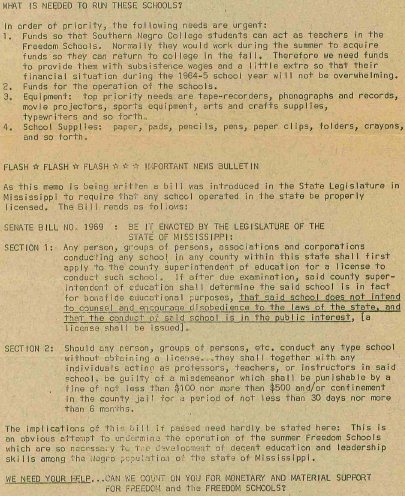 WHAT IS NEEDED TO RUN THESE SCHOOLS?
In order of priority, the following needs are urgent:
1. Funds so that Southern Negro College students can act as teachers in the
Freedom Schools. Normally they would work during the summer to acquire
funds so they can return to college in the fall. Therefore we need funds
to provide them with subsistence wages and a little extra so that their
financial situation during the 1964-5 school year will not be overwhelming.
2. Funds for the operation of the schools.
3. Equipment: top priority needs are tape-recorders, phonographs and records,
movie projectors, sports equipment, arts and crafts supplies,
typewriters and so forth.
4. School Supplies: paper, pads, pencils, pens, paper clips, folders, crayons,
and so forth.
FLASH ☆ FLASH ☆ FLASH ☆ ☆ ☆ IMPORTANT NEWS BULLETIN
As this memo is being written a bill was introduced in the State Legislature in
Mississippi to require that any school operated in the state be properly
licensed. The Bill reads as follows:
SENATE BILL NO. 1969 : BE IT ENACTED BY THE LEGISLATURE OF THE
STATE OF MISSISSIPPI:
SECTION 1: Any person, groups of persons, associations and corporations
conducting any school in any county within this state shall first
apply to the county superintendent of education for a license to
conduct such school. If after due examination, said county super-
intendent of education shall determine the said school is in fact
for bonafide educational purposes, that said school does not intend
to counsel and encourage disobedience to the laws of the state, and
that the conduct of said school is in the public interest, [a
license shall be issued].
SECTION 2: Should any person, groups of persons, etc. conduct any type school
without obtaining a license...they shall together with any
individuals acting as professors, teachers, or instructors in said
school, be guilty of a misdemeanor which shall be punishable by a
fine of not less than $100 nor more than $500 and/or confinement
in the county jail for a period of not less than 30 days nor more
than 6 months.
The implications of this bill if passed need hardly be stated here: This is
an obvious attempt to undermine the operation of the summer Freedom Schools
which are so necessary to the development of decent education and leadership
skills among the Negro population of the state of Mississippi.
WE NEED YOUR HELP...CAN WE COUNT ON YOU FOR MONETARY AND MATERIAL SUPPORT
FOR FREEDOM and the FREEDOM SCHOOLS?